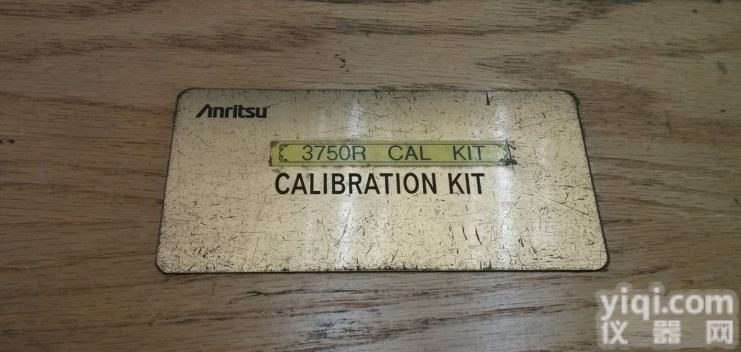 Anritsu
3750R CAL KIT
CALIBRATION KIT
yiqi.com
仪器网